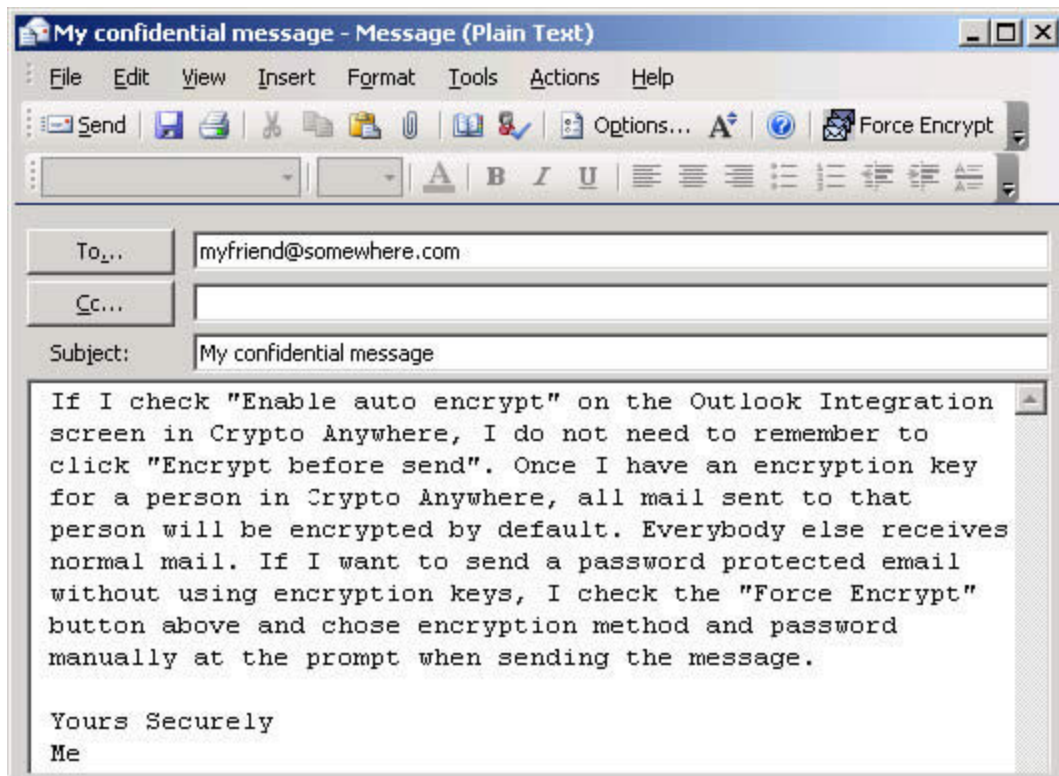 My confidential message - Message (Plain Text)
File Edit View Insert Format Tools Actions Help
Send Options... Force Encrypt
A B I U
To... myfriend@somewhere.com
Cc...
Subject: My confidential message
If I check "Enable auto encrypt" on the Outlook Integration
screen in Crypto Anywhere, I do not need to remember to
click "Encrypt before send". Once I have an encryption key
for a person in Crypto Anywhere, all mail sent to that
person will be encrypted by default. Everybody else receives
normal mail. If I want to send a password protected email
without using encryption keys, I check the "Force Encrypt"
button above and chose encryption method and password
manually at the prompt when sending the message.
Yours Securely
Me